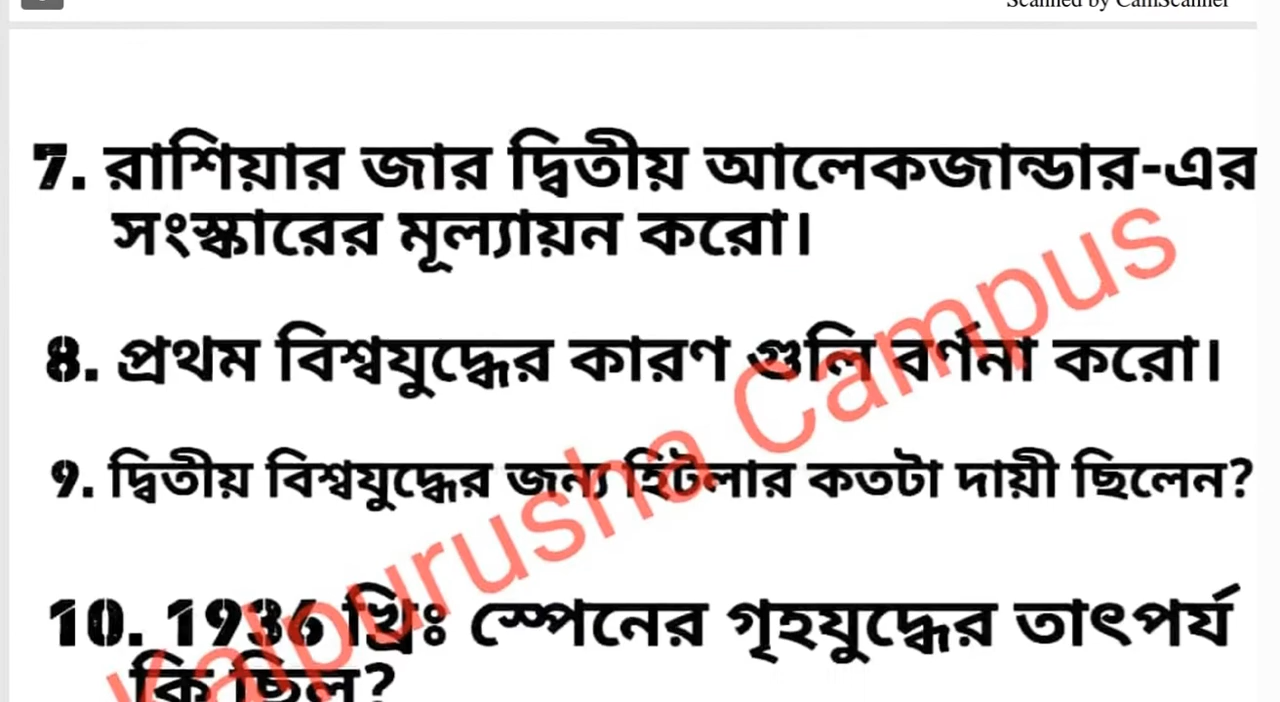 Scanned by CamScanner
7. রাশিয়ার জার দ্বিতীয় আলেকজান্ডার-এর
সংস্কারের মূল্যায়ন করো।
8. প্রথম বিশ্বযুদ্ধের কারণ গুলি বর্ণনা করো।
9. দ্বিতীয় বিশ্বযুদ্ধের জন্য হিটলার কতটা দায়ী ছিলেন?
10. 1936 খ্রিঃ স্পেনের গৃহযুদ্ধের তাৎপর্য
কি ছিল?
Kalpurusha Campus